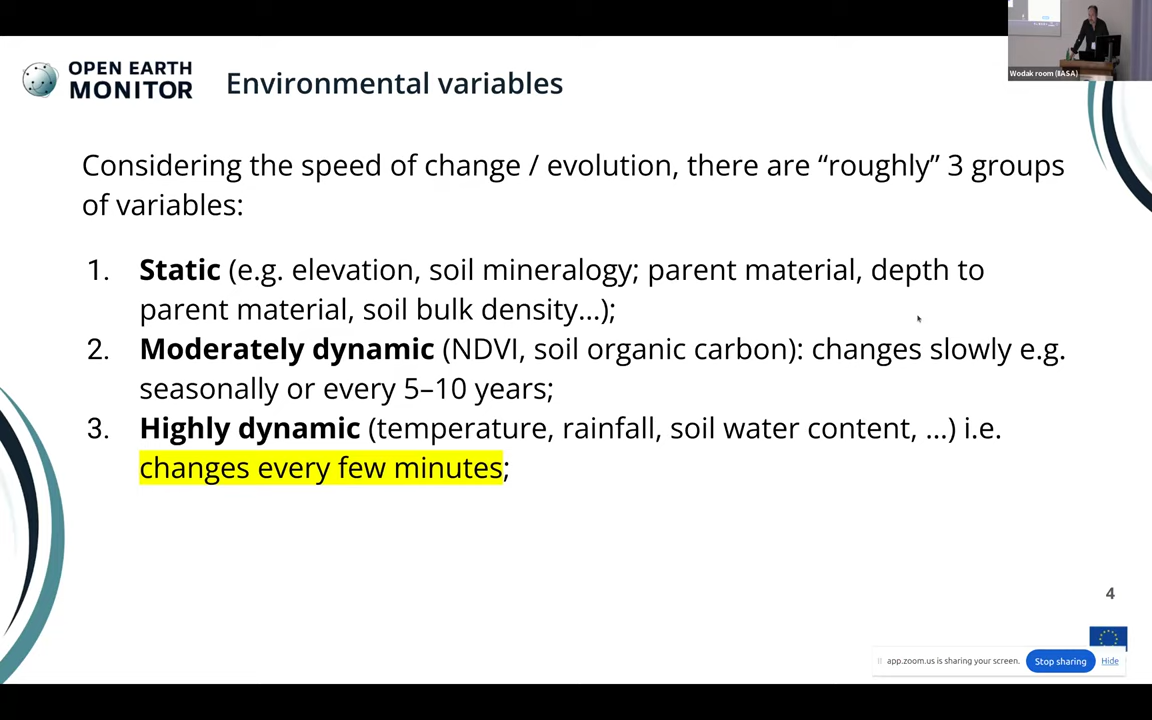 OPEN EARTH
MONITOR
Environmental variables
Wodak room (IIASA)
Considering the speed of change / evolution, there are “roughly” 3 groups
of variables:
1. Static (e.g. elevation, soil mineralogy; parent material, depth to
parent material, soil bulk density...);
2. Moderately dynamic (NDVI, soil organic carbon): changes slowly e.g.
seasonally or every 5–10 years;
3. Highly dynamic (temperature, rainfall, soil water content, ...) i.e.
changes every few minutes;
4
app.zoom.us is sharing your screen.
Stop sharing
Hide